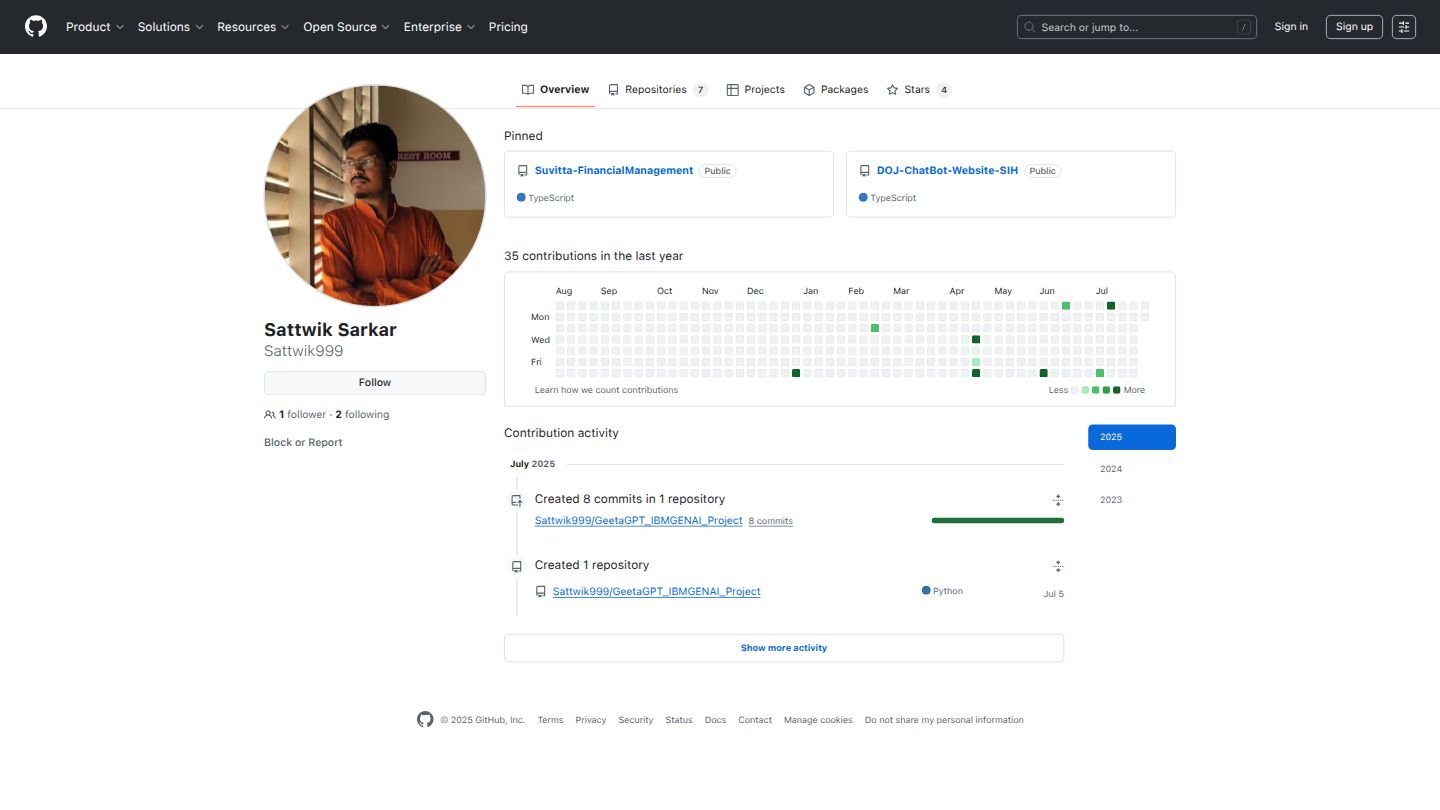 Product Solutions Resources Open Source Enterprise Pricing Search or jump to... / Sign in Sign up
Overview Repositories 7 Projects Packages Stars 4
REST ROOM
Sattwik Sarkar
Sattwik999
Follow
1 follower · 2 following
Block or Report
Pinned
Suvitta-FinancialManagement Public
TypeScript
DOJ-ChatBot-Website-SIH Public
TypeScript
35 contributions in the last year
Aug Sep Oct Nov Dec Jan Feb Mar Apr May Jun Jul
Mon
Wed
Fri
Learn how we count contributions Less More
Contribution activity
2025
2024
2023
July 2025
Created 8 commits in 1 repository
Sattwik999/GeetaGPT_IBMGENAI_Project 8 commits
Created 1 repository
Sattwik999/GeetaGPT_IBMGENAI_Project Python Jul 5
Show more activity
© 2025 GitHub, Inc. Terms Privacy Security Status Docs Contact Manage cookies Do not share my personal information